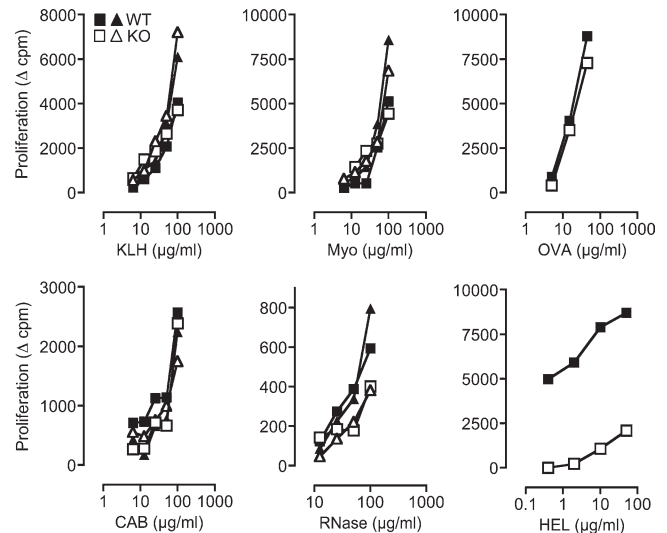 8000
6000
4000
2000
0
WT
KO
Proliferation (Δ cpm)
1 10 100 1000
KLH (µg/ml)
10000
7500
5000
2500
0
1 10 100 1000
Myo (µg/ml)
10000
7500
5000
2500
0
1 10 100 1000
OVA (µg/ml)
3000
2000
1000
0
Proliferation (Δ cpm)
1 10 100 1000
CAB (µg/ml)
800
600
400
200
0
10 100 1000
RNase (µg/ml)
10000
7500
5000
2500
0
0.1 1 10 100
HEL (µg/ml)